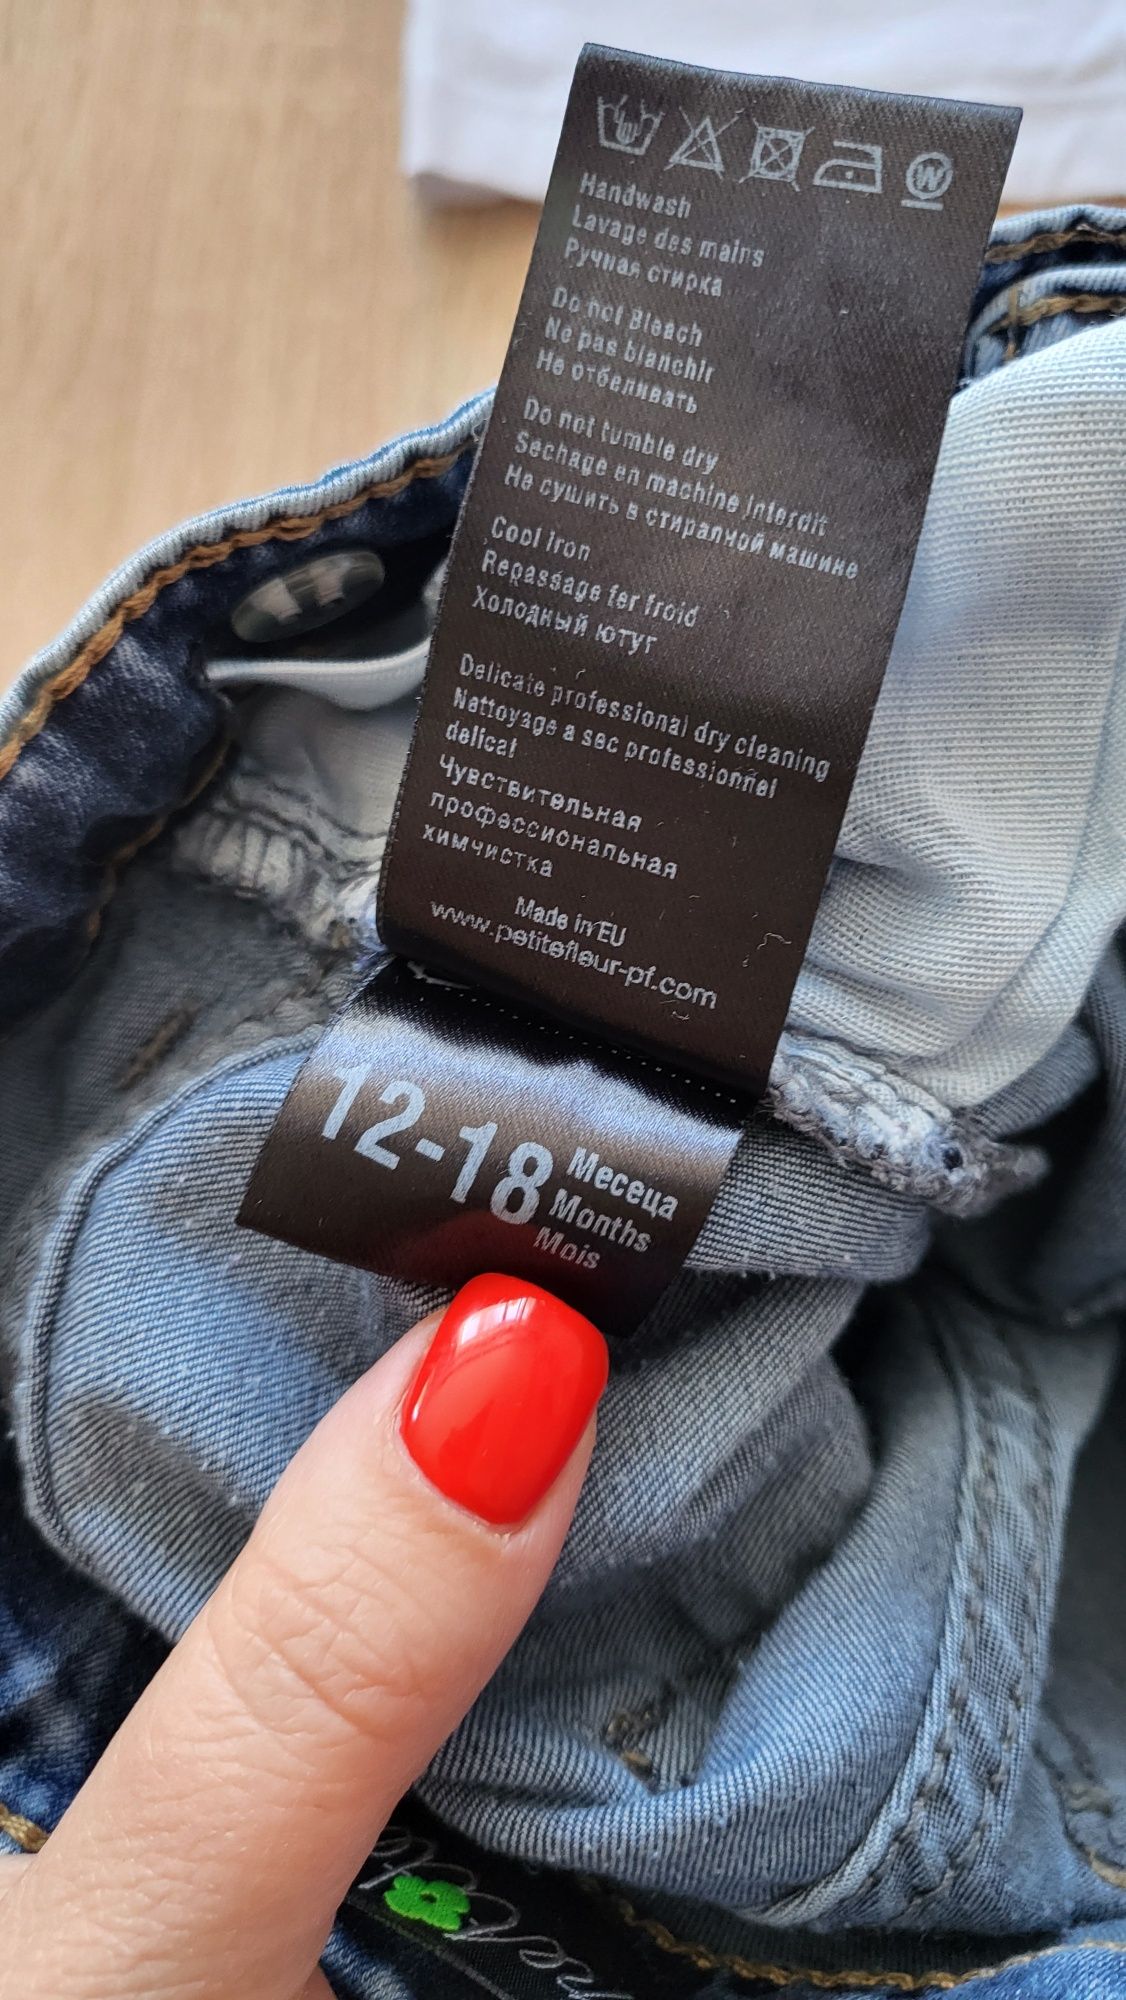 W
Handwash
Lavage des mains
Ручная стирка
Do not Bleach
Ne pas blanchir
Не отбеливать
Do not tumble dry
Sechage en machine interdit
Не сушить в стиралной машине
Cool iron
Repassage fer froid
Холодный ютуг
Delicate professional dry cleaning
Nettoyage a sec professionnel
delicat
Чувствительная
профессиональная
химчистка
Made in EU
www.petitefleur-pf.com
12-18 Месеца
Months
Mois